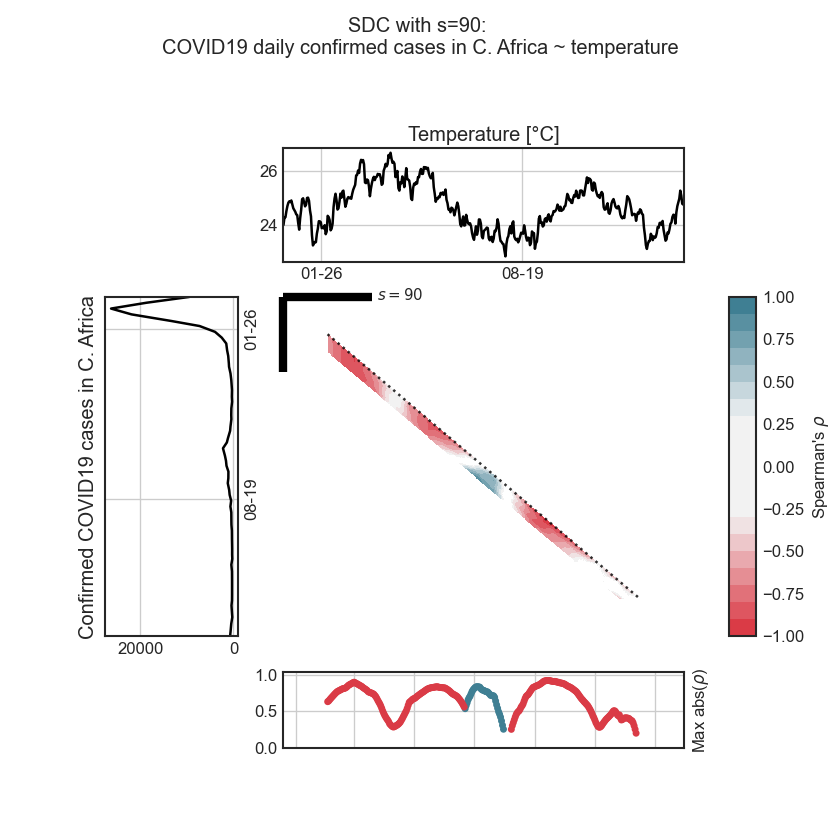 SDC with s=90:
COVID19 daily confirmed cases in C. Africa ~ temperature
Temperature [°C]
26
24
01-26
08-19
s = 90
Confirmed COVID19 cases in C. Africa
01-26
08-19
20000
0
1.00
0.75
0.50
0.25
0.00
−0.25
−0.50
−0.75
−1.00
Spearman's ρ
1.0
0.5
0.0
Max abs(ρ)